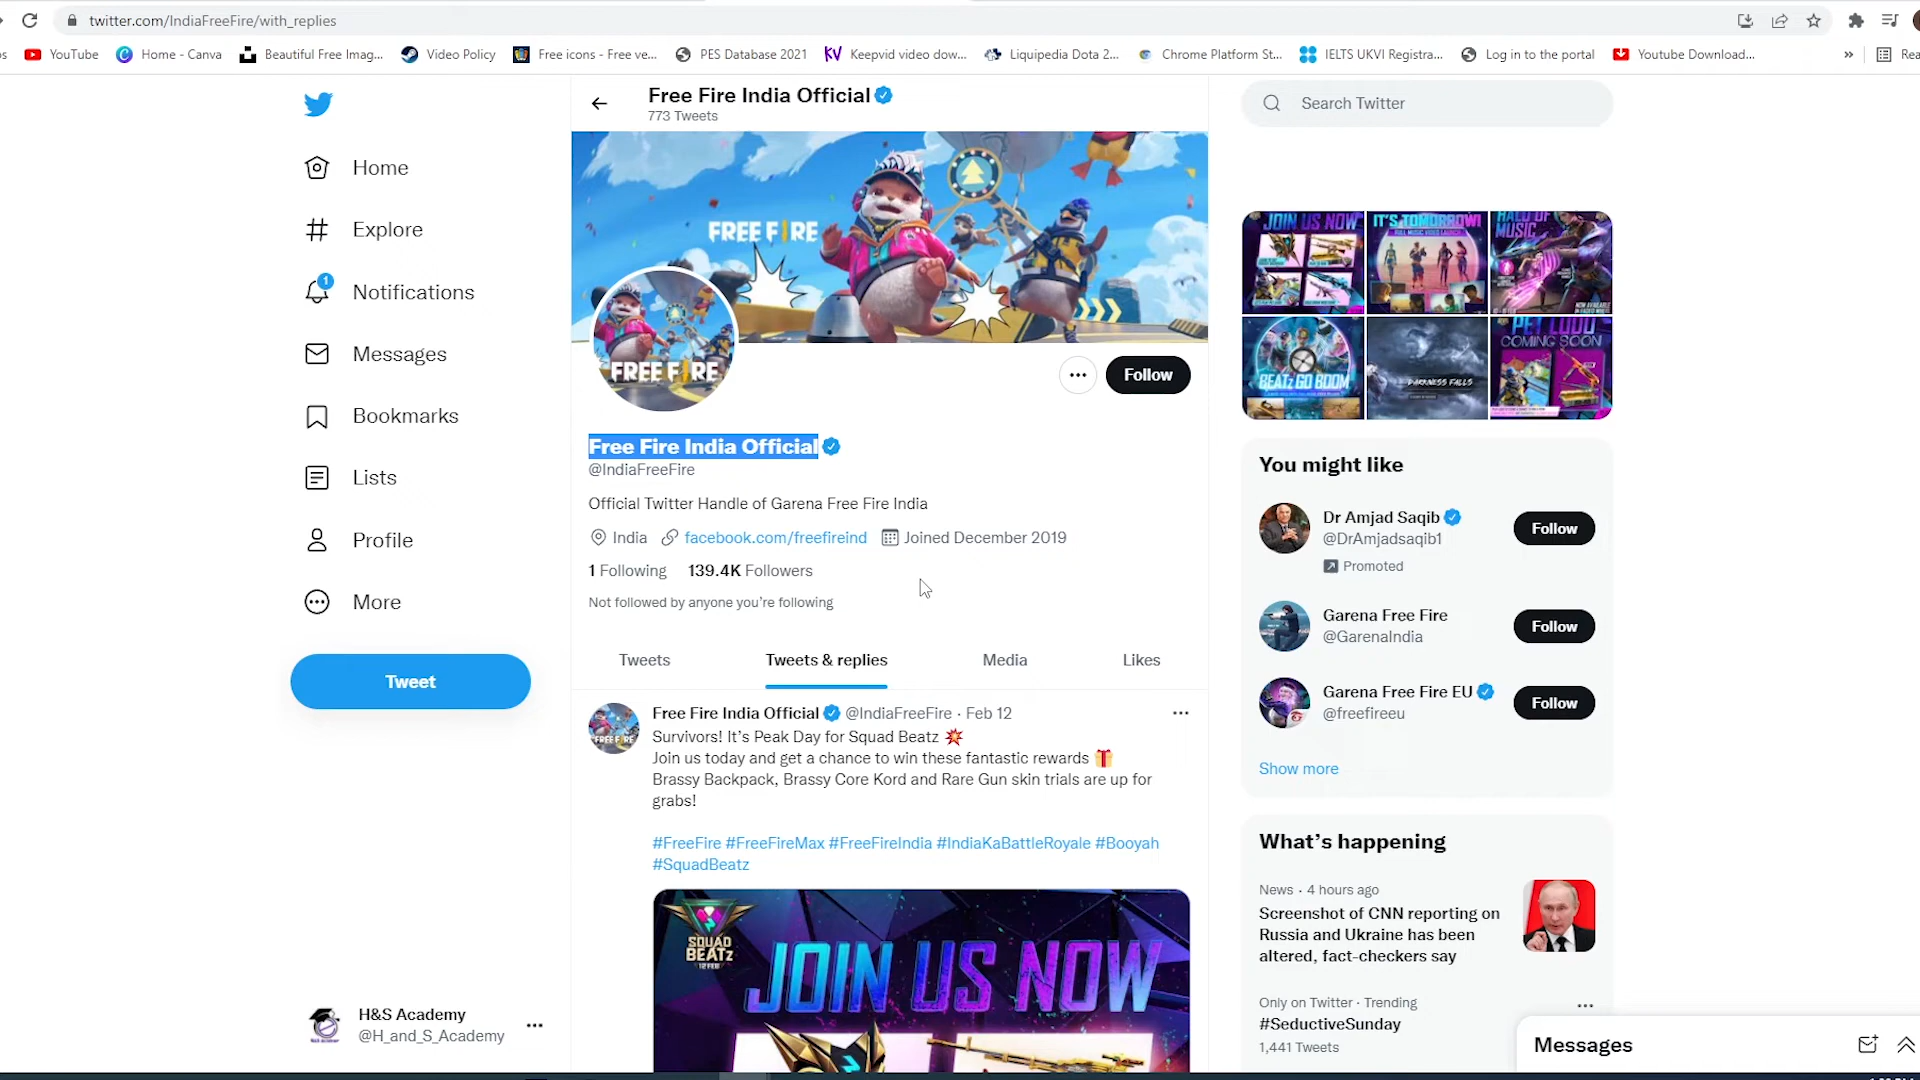 twitter.com/IndiaFreeFire/with_replies
YouTube
Home - Canva
Beautiful Free Imag...
Video Policy
Free icons - Free ve...
PES Database 2021
Keepvid video dow...
Liquipedia Dota 2...
Chrome Platform St...
IELTS UKVI Registra...
Log in to the portal
Youtube Download...
Home
Explore
1
Notifications
Messages
Bookmarks
Lists
Profile
More
Tweet
H&S Academy
@H_and_S_Academy
Free Fire India Official
773 Tweets
FREE FIRE
FREE FIRE
Follow
Free Fire India Official
@IndiaFreeFire
Official Twitter Handle of Garena Free Fire India
India facebook.com/freefireind Joined December 2019
1 Following 139.4K Followers
Not followed by anyone you're following
Tweets Tweets & replies Media Likes
Free Fire India Official @IndiaFreeFire · Feb 12
Survivors! It's Peak Day for Squad Beatz 💥
Join us today and get a chance to win these fantastic rewards 🎁
Brassy Backpack, Brassy Core Kord and Rare Gun skin trials are up for
grabs!
#FreeFire #FreeFireMax #FreeFireIndia #IndiaKaBattleRoyale #Booyah
#SquadBeatz
SQUAD
BEATZ
JOIN US NOW
Search Twitter
JOIN US NOW
IT'S TOMORROW!
MUSIC
BEATZ GO BOOM
DARKNESS FALLS
PET LUDO
COMING SOON
You might like
Dr Amjad Saqib
@DrAmjadsaqib1
Follow
Promoted
Garena Free Fire
@GarenaIndia
Follow
Garena Free Fire EU
@freefireeu
Follow
Show more
What's happening
News · 4 hours ago
Screenshot of CNN reporting on
Russia and Ukraine has been
altered, fact-checkers say
Only on Twitter · Trending
#SeductiveSunday
1,441 Tweets
Messages